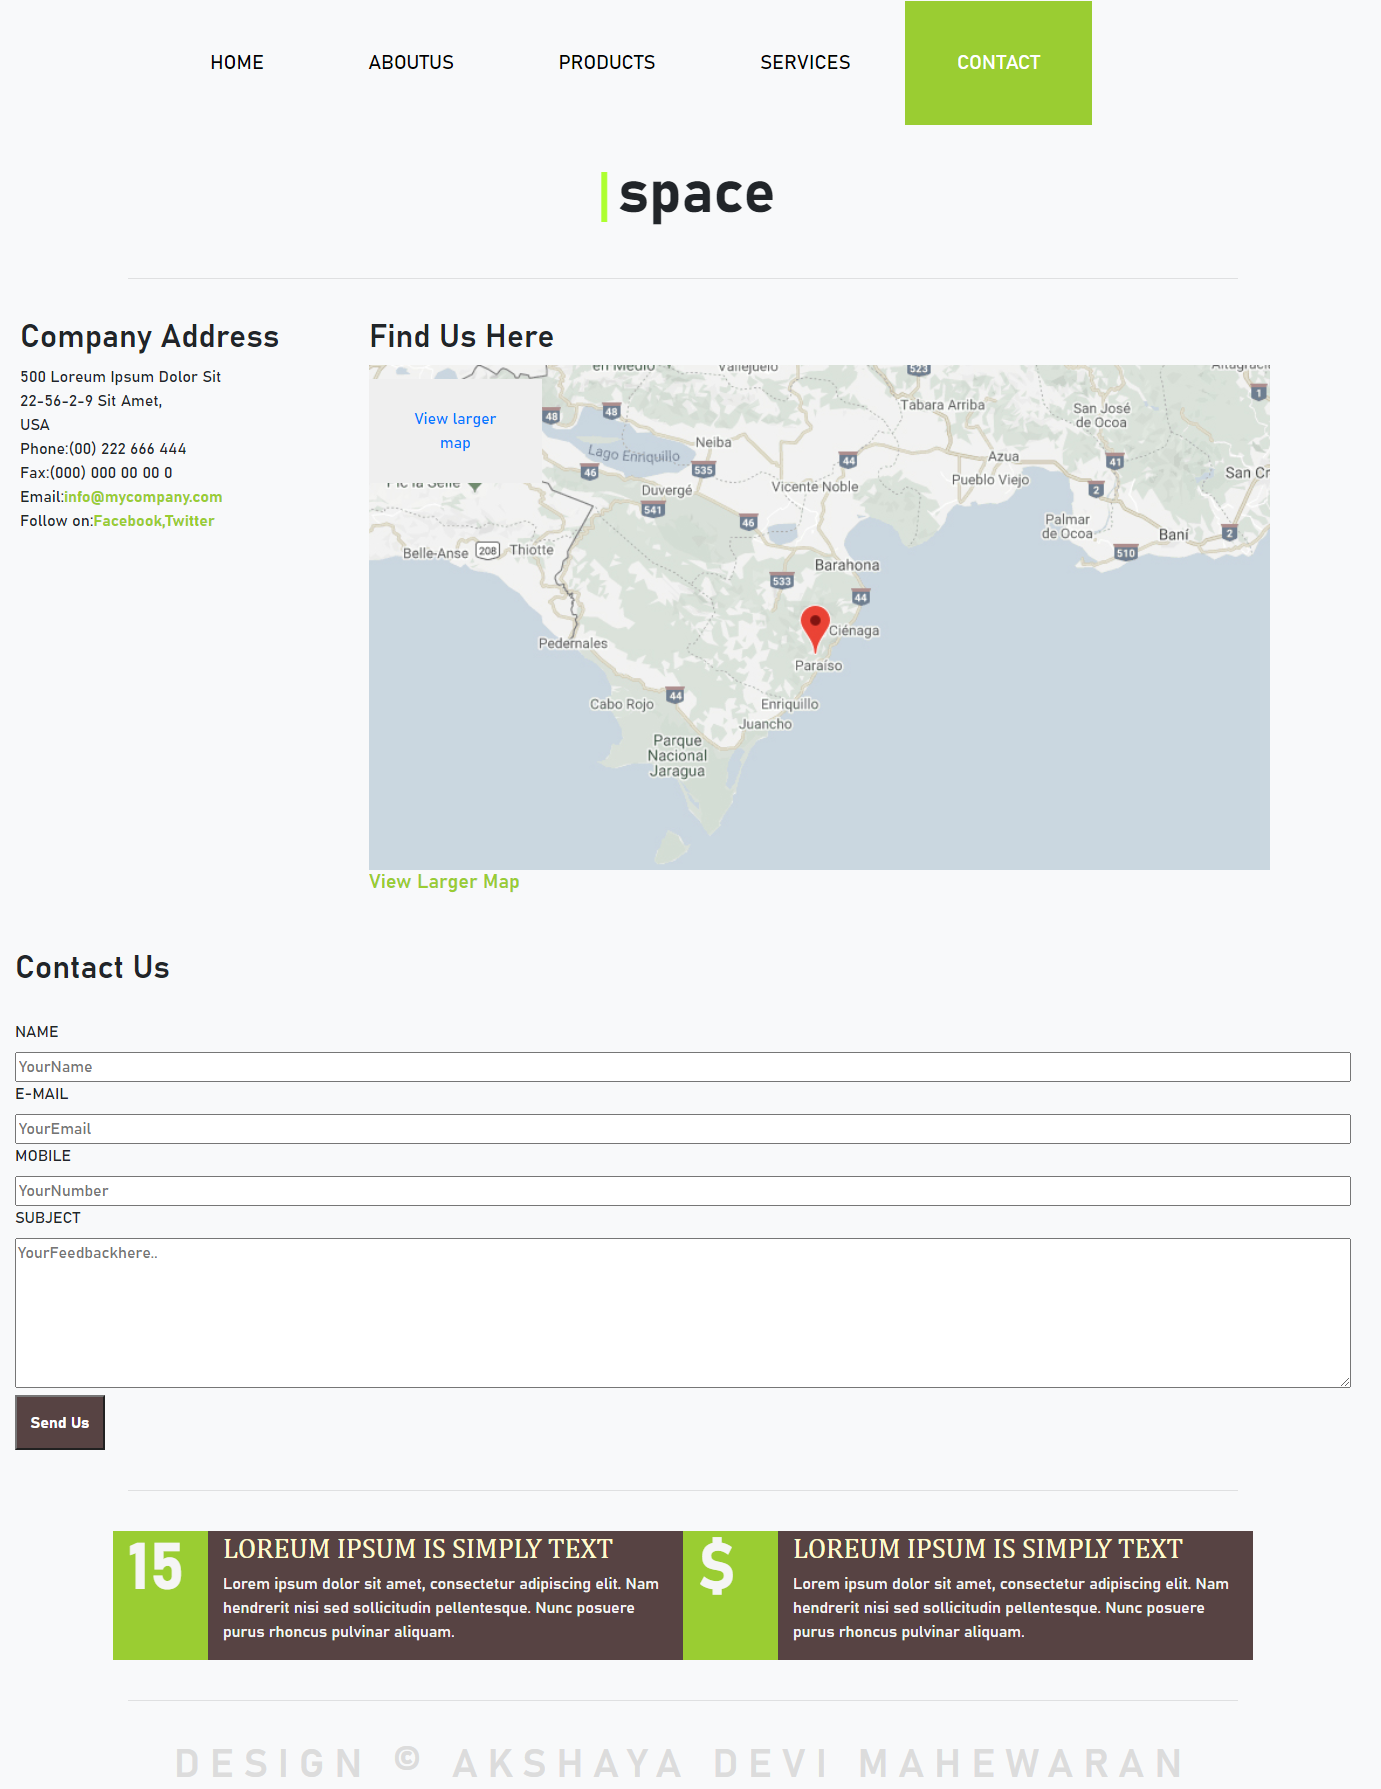 HOME ABOUTUS PRODUCTS SERVICES CONTACT
|space
Company Address
500 Loreum Ipsum Dolor Sit
22-56-2-9 Sit Amet,
USA
Phone:(00) 222 666 444
Fax:(000) 000 00 00 0
Email:info@mycompany.com
Follow on:Facebook,Twitter
Find Us Here
View larger
map
Vallejuelo
523
1
48
48
Tabara Arriba
San José
de Ocoa
Lago Enriquillo
Neiba
46
535
44
Azua
41
San Cr
Duvergé
Vicente Noble
Pueblo Viejo
2
541
46
Palmar
de Ocoa
Baní
2
510
Belle-Anse
208
Thiotte
Barahona
533
44
Ciénaga
Pedernales
Paraíso
44
Cabo Rojo
Enriquillo
Juancho
Parque
Nacional
Jaragua
View Larger Map
Contact Us
NAME
YourName
E-MAIL
YourEmail
MOBILE
YourNumber
SUBJECT
YourFeedbackhere..
Send Us
15
LOREUM IPSUM IS SIMPLY TEXT
Lorem ipsum dolor sit amet, consectetur adipiscing elit. Nam
hendrerit nisi sed sollicitudin pellentesque. Nunc posuere
purus rhoncus pulvinar aliquam.
$
LOREUM IPSUM IS SIMPLY TEXT
Lorem ipsum dolor sit amet, consectetur adipiscing elit. Nam
hendrerit nisi sed sollicitudin pellentesque. Nunc posuere
purus rhoncus pulvinar aliquam.
DESIGN © AKSHAYA DEVI MAHEWARAN